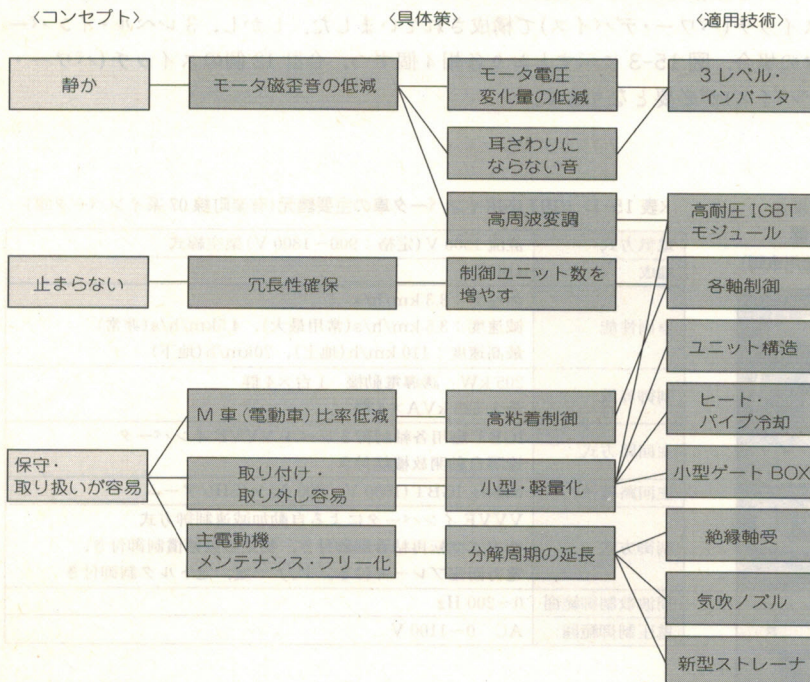 〈コンセプト〉
〈具体策〉
〈適用技術〉
静か
モータ磁歪音の低減
モータ電圧
変化量の低減
3レベル・
インバータ
耳ざわりに
ならない音
高周波変調
高耐圧 IGBT
モジュール
止まらない
冗長性確保
制御ユニット数を
増やす
各軸制御
ユニット構造
M 車(電動車)比率低減
高粘着制御
ヒート・
パイプ冷却
保守・
取り扱いが容易
取り付け・
取り外し容易
小型・軽量化
小型ゲート BOX
主電動機
メンテナンス・フリー化
分解周期の延長
絶縁軸受
気吹ノズル
新型ストレーナ